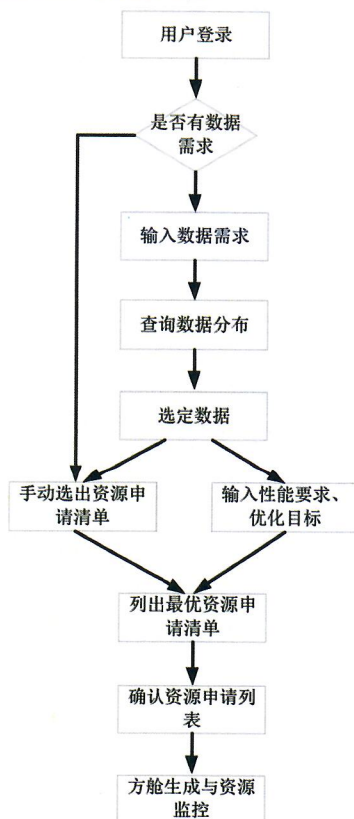 用户登录
是否有数据
需求
输入数据需求
查询数据分布
选定数据
手动选出资源申
请清单
输入性能要求、
优化目标
列出最优资源申
请清单
确认资源申请列
表
方舱生成与资源
监控